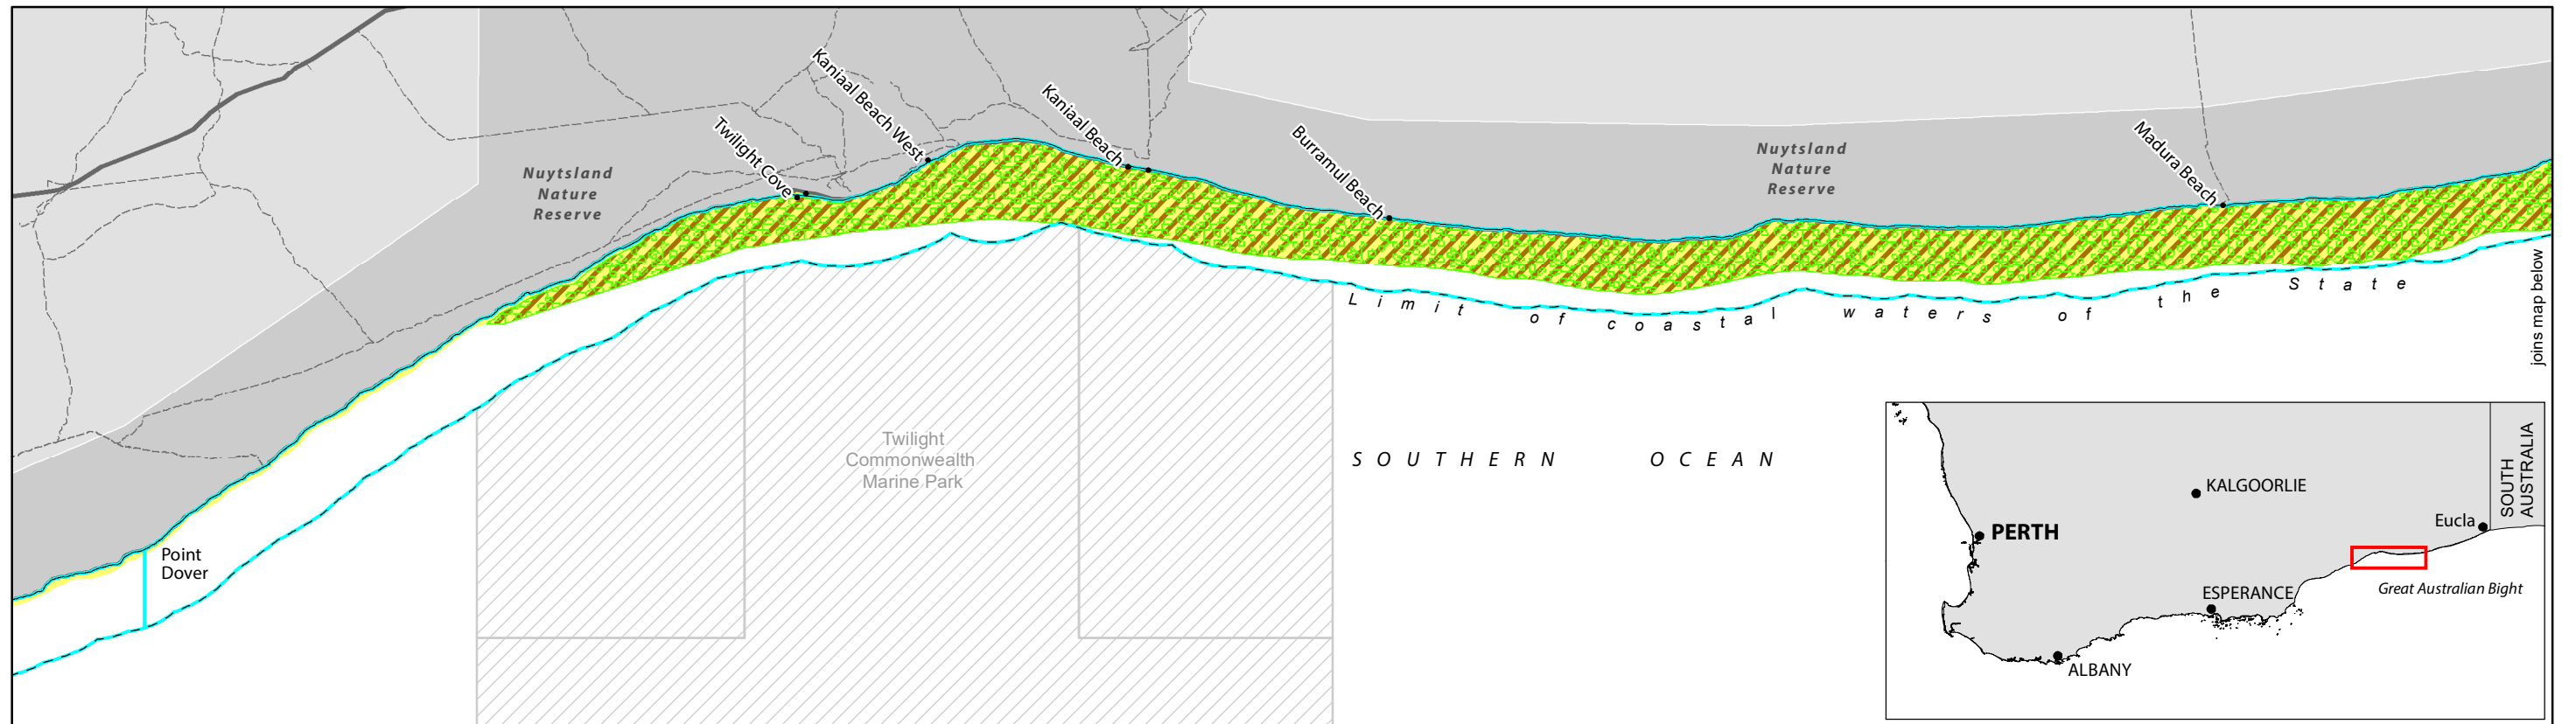 Kaniaal Beach West
Kaniaal Beach
Twilight Cove
Burramul Beach
Madura Beach
Nuytsland
Nature
Reserve
Nuytsland
Nature
Reserve
Limit of coastal waters of the State
joins map below
Twilight
Commonwealth
Marine Park
SOUTHERN OCEAN
Point
Dover
SOUTH
AUSTRALIA
KALGOORLIE
Eucla
PERTH
Great Australian Bight
ESPERANCE
ALBANY